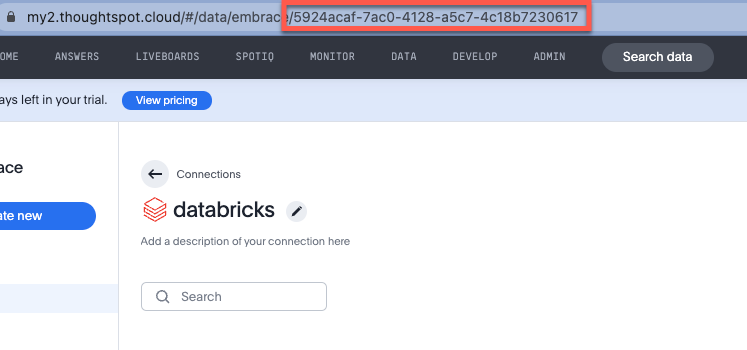 my2.thoughtspot.cloud/#/data/embrace/5924acaf-7ac0-4128-a5c7-4c18b7230617
OME ANSWERS LIVEBOARDS SPOTIQ MONITOR DATA DEVELOP ADMIN Search data
ays left in your trial. View pricing
ace
Connections
ate new
databricks
Add a description of your connection here
Search